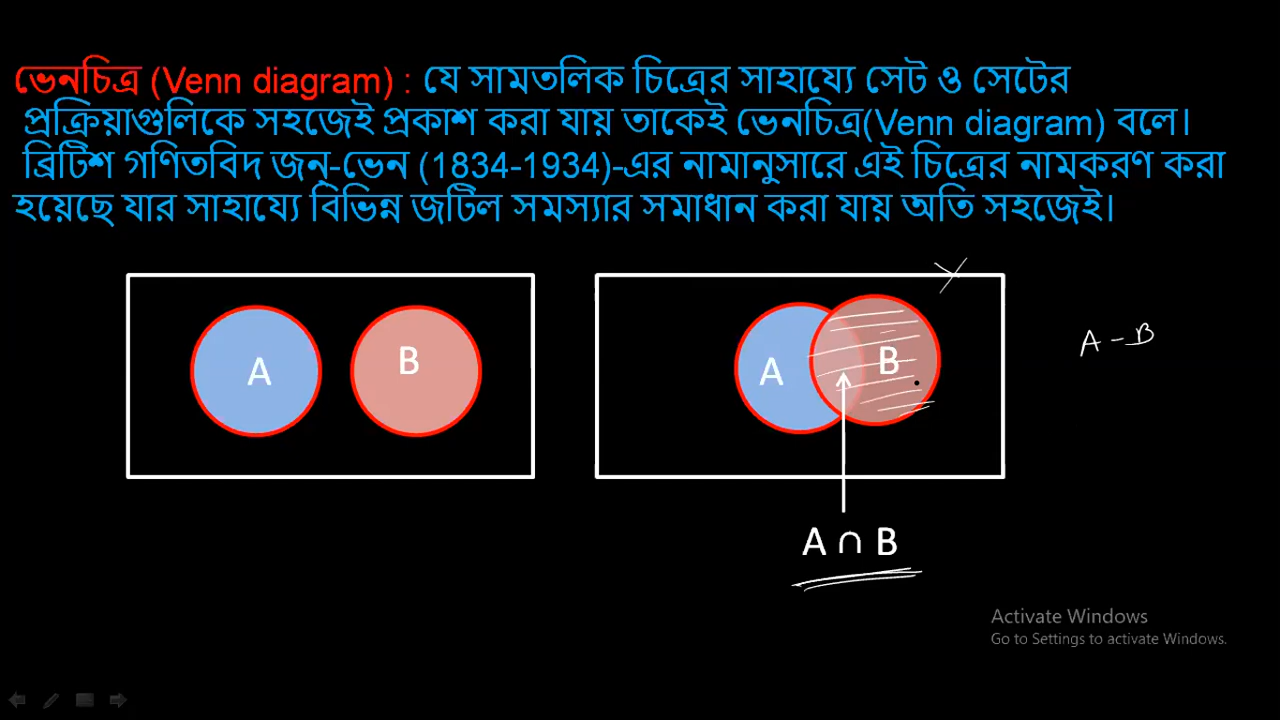 ভেনচিত্র (Venn diagram) : যে সামতলিক চিত্রের সাহায্যে সেট ও সেটের
প্রক্রিয়াগুলিকে সহজেই প্রকাশ করা যায় তাকেই ভেনচিত্র(Venn diagram) বলে।
ব্রিটিশ গণিতবিদ জন্-ভেন (1834-1934)-এর নামানুসারে এই চিত্রের নামকরণ করা
হয়েছে যার সাহায্যে বিভিন্ন জটিল সমস্যার সমাধান করা যায় অতি সহজেই।
A B
A B
A - B
A ∩ B
Activate Windows
Go to Settings to activate Windows.